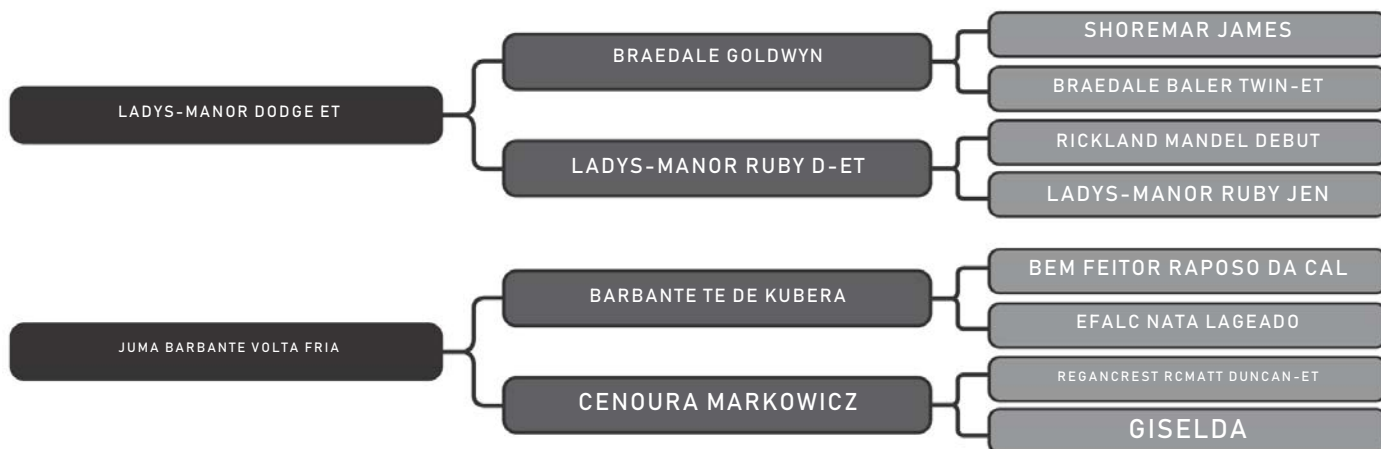 SHOREMAR JAMES
BRAEDALE GOLDWYN
BRAEDALE BALER TWIN-ET
LADYS-MANOR DODGE ET
RICKLAND MANDEL DEBUT
LADYS-MANOR RUBY D-ET
LADYS-MANOR RUBY JEN
BEM FEITOR RAPOSO DA CAL
BARBANTE TE DE KUBERA
EFALC NATA LAGEADO
JUMA BARBANTE VOLTA FRIA
REGANCREST RCMATT DUNCAN-ET
CENOURA MARKOWICZ
GISELDA